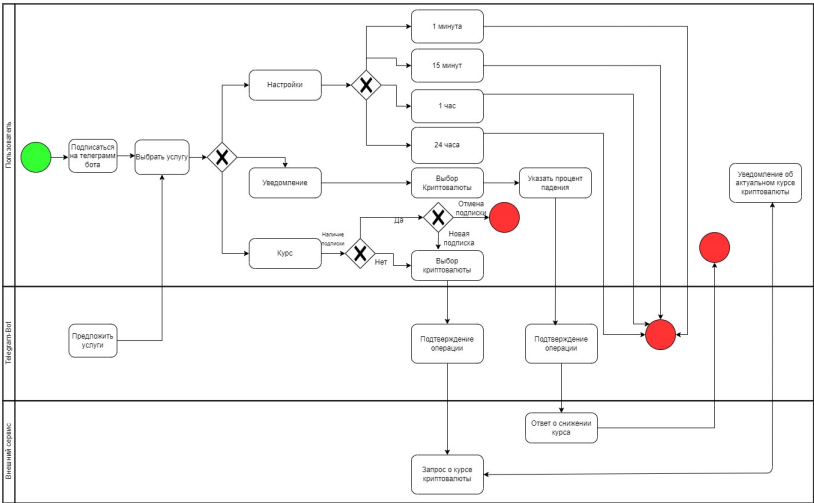 Пользователь
Подписаться
на телеграмм
бота
Выбрать услугу
Настройки
1 минута
15 минут
1 час
24 часа
Уведомление
Выбор
Криптовалюты
Указать процент
падения
Уведомление об
актуальном курсе
криптовалюты
Курс
Наличие
подписки
Да
Нет
Отмена
подписки
Новая
подписка
Выбор
криптовалюты
Telegram-Bot
Предложить
услуги
Подтверждение
операции
Подтверждение
операции
Внешний сервис
Ответ о снижении
курса
Запрос о курсе
криптовалюты